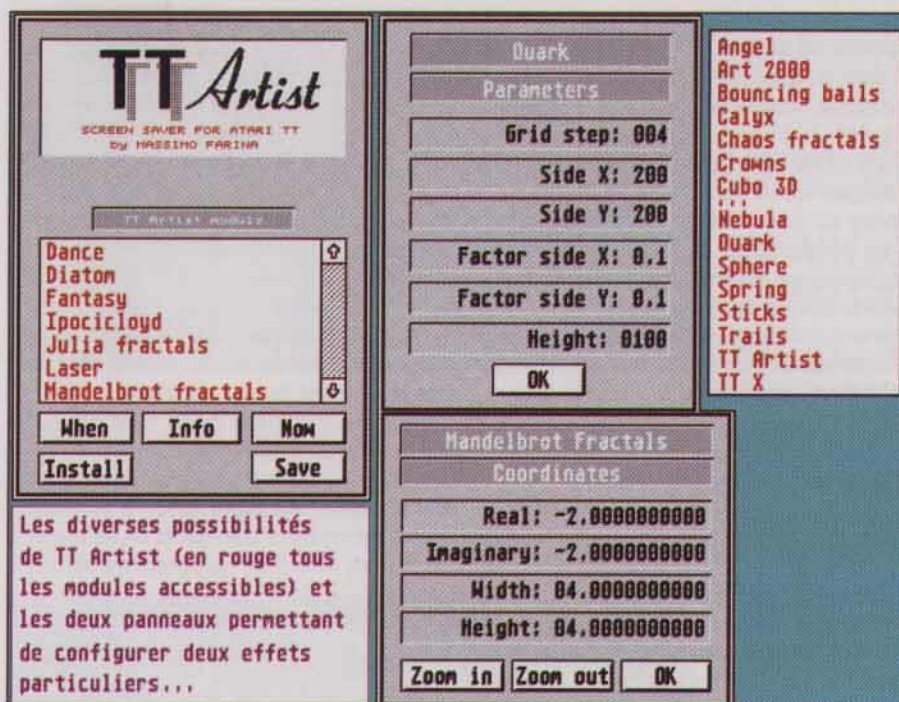 TT Artist
SCREEN SAVER FOR ATARI TT
by MASSIMO FARINA
TT Artist module
Dance
Diatom
Fantasy
Ipocicloyd
Julia fractals
Laser
Mandelbrot fractals
When Info Now
Install Save
Les diverses possibilités
de TT Artist (en rouge tous
les modules accessibles) et
les deux panneaux permettant
de configurer deux effets
particuliers...
Quark
Parameters
Grid step: 004
Side X: 200
Side Y: 200
Factor side X: 0.1
Factor side Y: 0.1
Height: 0100
OK
Mandelbrot Fractals
Coordinates
Real: -2.0000000000
Imaginary: -2.0000000000
Width: 04.0000000000
Height: 04.0000000000
Zoom in Zoom out OK
Angel
Art 2000
Bouncing balls
Calyx
Chaos fractals
Crowns
Cubo 3D
...
Nebula
Quark
Sphere
Spring
Sticks
Trails
TT Artist
TT X